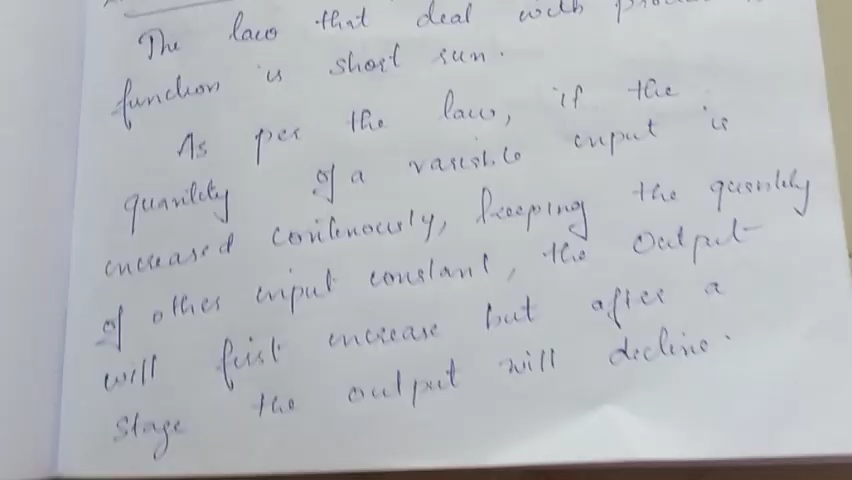 The law that deal with
function is short run.
As per the law, if the
quantity of a variable input is
increased continously, keeping the quantity
of other input constant, the output
will first increase but after a
stage the output will decline.